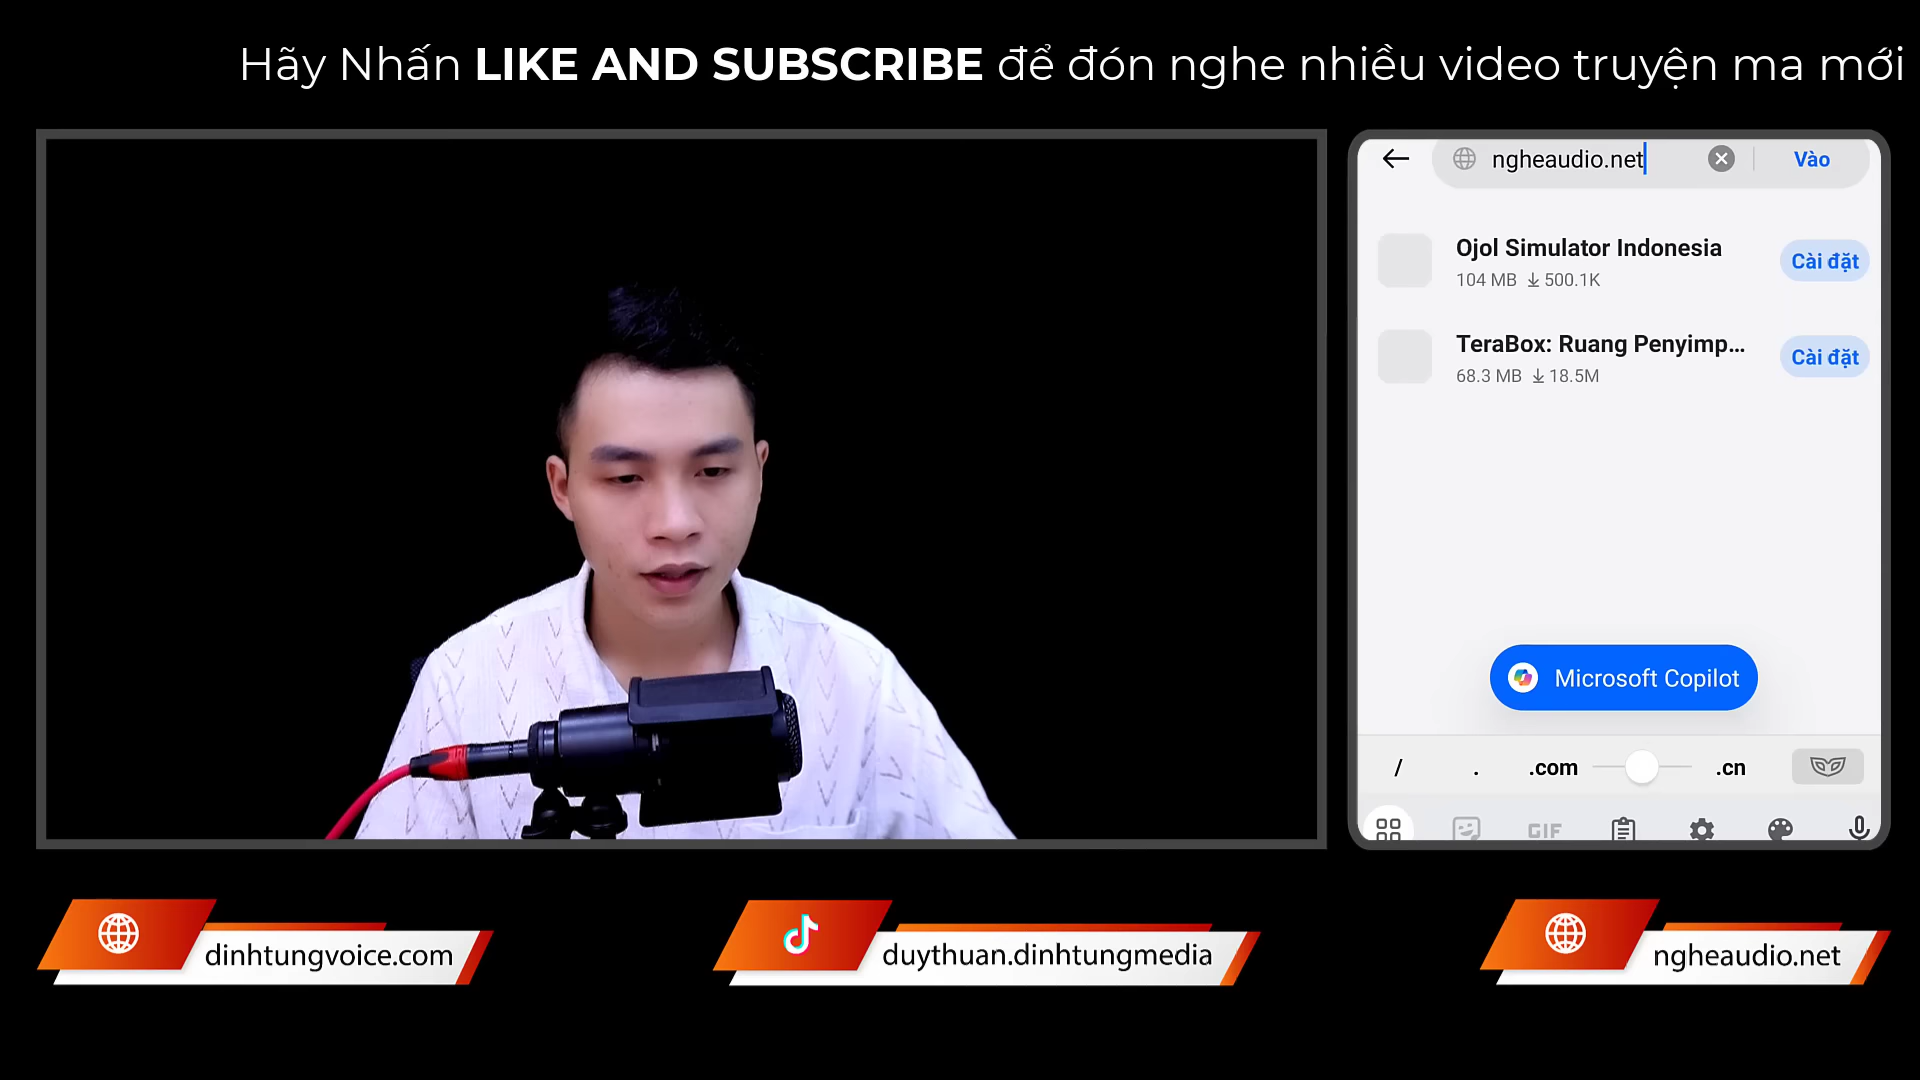 Hãy Nhấn LIKE AND SUBSCRIBE để đón nghe nhiều video truyện ma mới
ngheaudio.net
Vào
Ojol Simulator Indonesia
104 MB 500.1K
Cài đặt
TeraBox: Ruang Penyimp...
68.3 MB 18.5M
Cài đặt
Microsoft Copilot
/ . .com .cn
GIF
dinhtungvoice.com
duythuan.dinhtungmedia
ngheaudio.net